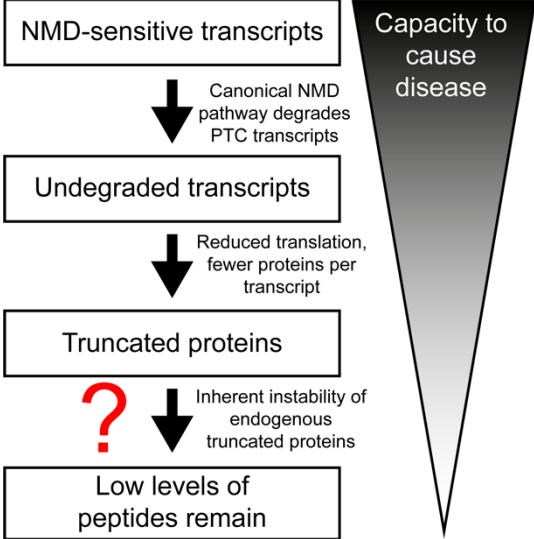 NMD-sensitive transcripts
Capacity to
cause
disease
Canonical NMD
pathway degrades
PTC transcripts
Undegraded transcripts
Reduced translation,
fewer proteins per
transcript
Truncated proteins
?
Inherent instability of
endogenous
truncated proteins
Low levels of
peptides remain